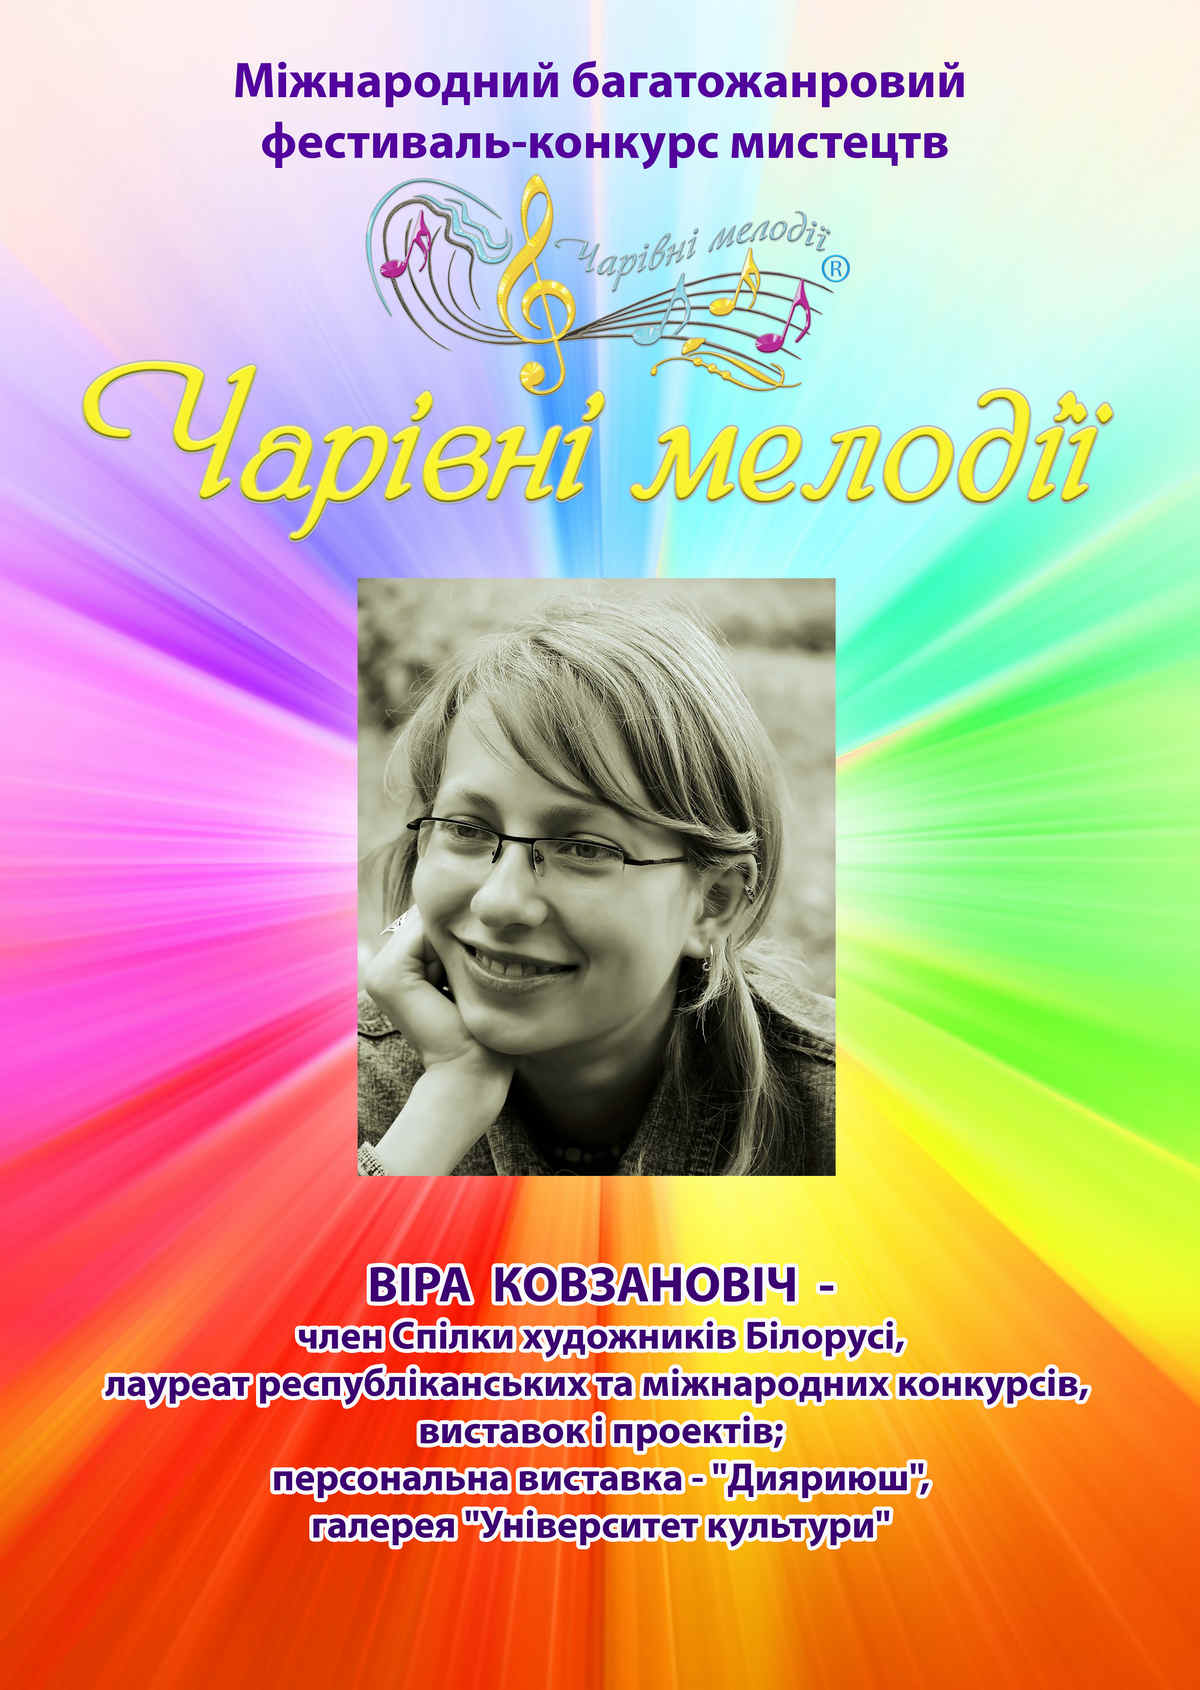 Міжнародний багатожанровий
фестиваль-конкурс мистецтв
Чарівні мелодії
®
Чарівні мелодії
ВІРА КОВЗАНОВІЧ -
член Спілки художників Білорусі,
лауреат республіканських та міжнародних конкурсів,
виставок і проектів;
персональна виставка - "Дияриюш",
галерея "Університет культури"